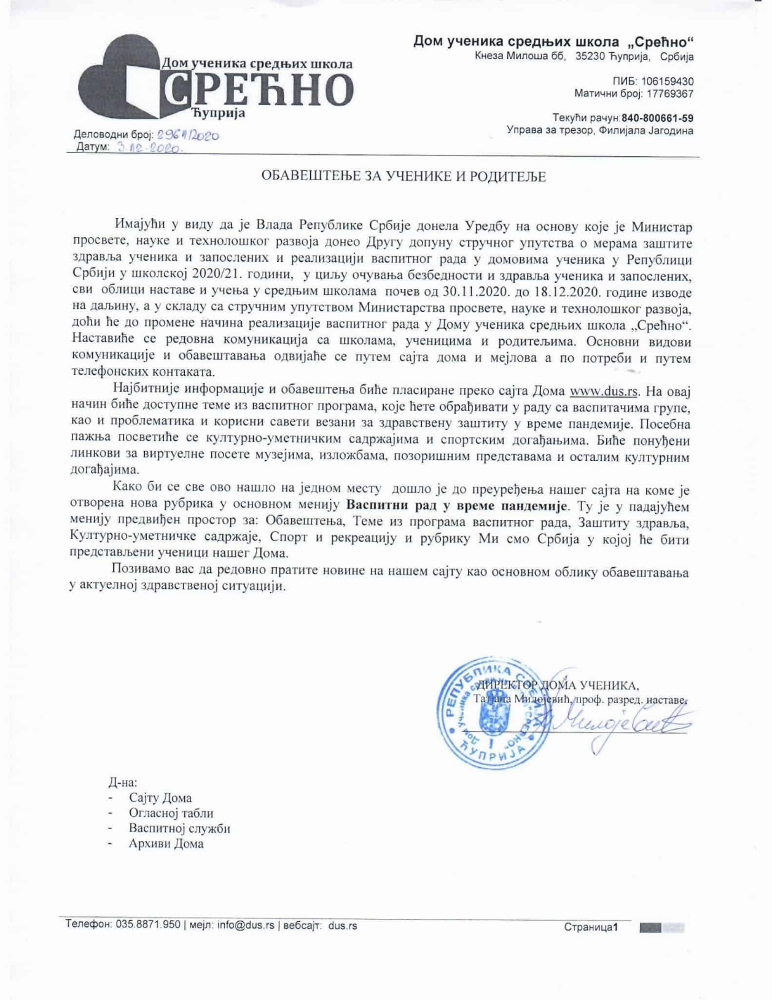 Дом ученика средњих школа
СРЕЋНО
Ћуприја
Дом ученика средњих школа „Срећно“
Кнеза Милоша бб, 35230 Ћуприја, Србија
ПИБ: 106159430
Матични број: 17769367
Текући рачун:840-800661-59
Управа за трезор, Филијала Јагодина
Деловодни број: 2961/2020
Датум: 3.12.2020.
ОБАВЕШТЕЊЕ ЗА УЧЕНИКЕ И РОДИТЕЉЕ
Имајући у виду да је Влада Републике Србије донела Уредбу на основу које је Министар
просвете, науке и технолошког развоја донео Другу допуну стручног упутства о мерама заштите
здравља ученика и запослених и реализацији васпитног рада у домовима ученика у Републици
Србији у школској 2020/21. години, у циљу очувања безбедности и здравља ученика и запослених,
сви облици наставе и учења у средњим школама почев од 30.11.2020. до 18.12.2020. године изводе
на даљину, а у складу са стручним упутством Министарства просвете, науке и технолошког развоја,
доћи ће до промене начина реализације васпитног рада у Дому ученика средњих школа „Срећно“.
Наставиће се редовна комуникација са школама, ученицима и родитељима. Основни видови
комуникације и обавештавања одвијаће се путем сајта дома и мејлова а по потреби и путем
телефонских контаката.
Најбитније информације и обавештења биће пласиране преко сајта Дома www.dus.rs. На овај
начин биће доступне теме из васпитног програма, које ћете обрађивати у раду са васпитачима групе,
као и проблематика и корисни савети везани за здравствену заштиту у време пандемије. Посебна
пажња посветиће се културно-уметничким садржајима и спортским догађањима. Биће понуђени
линкови за виртуелне посете музејима, изложбама, позоришним представама и осталим културним
догађајима.
Како би се све ово нашло на једном месту дошло је до преуређења нашег сајта на коме је
отворена нова рубрика у основном менију Васпитни рад у време пандемије. Ту је у падајућем
менију предвиђен простор за: Обавештења, Теме из програма васпитног рада, Заштиту здравља,
Културно-уметничке садржаје, Спорт и рекреацију и рубрику Ми смо Србија у којој ће бити
представљени ученици нашег Дома.
Позивамо вас да редовно пратите новине на нашем сајту као основном облику обавештавања
у актуелној здравственој ситуацији.
РЕПУБЛИКА СРБИЈА
Дом ученика средњих школа "СРЕЋНО"
I
ЋУПРИЈА
ДИРЕКТОР ДОМА УЧЕНИКА,
Татјана Милојевић, проф. разред. наставе,
Милојевић
Д-на:
- Сајту Дома
- Огласној табли
- Васпитној служби
- Архиви Дома
Телефон: 035.8871.950 | мејл: info@dus.rs | вебсајт: dus.rs
Страница1